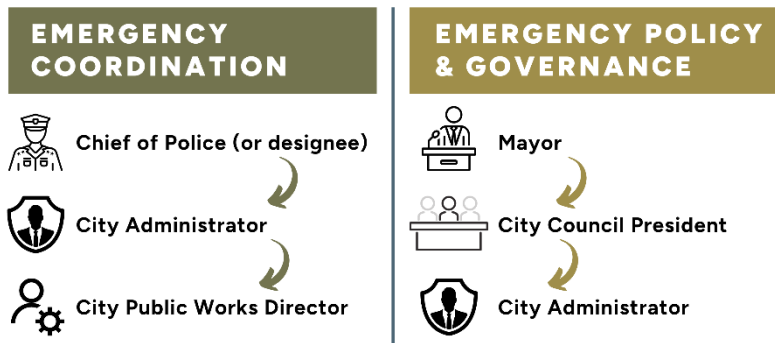 EMERGENCY
COORDINATION
Chief of Police (or designee)
City Administrator
City Public Works Director
EMERGENCY POLICY
& GOVERNANCE
Mayor
City Council President
City Administrator